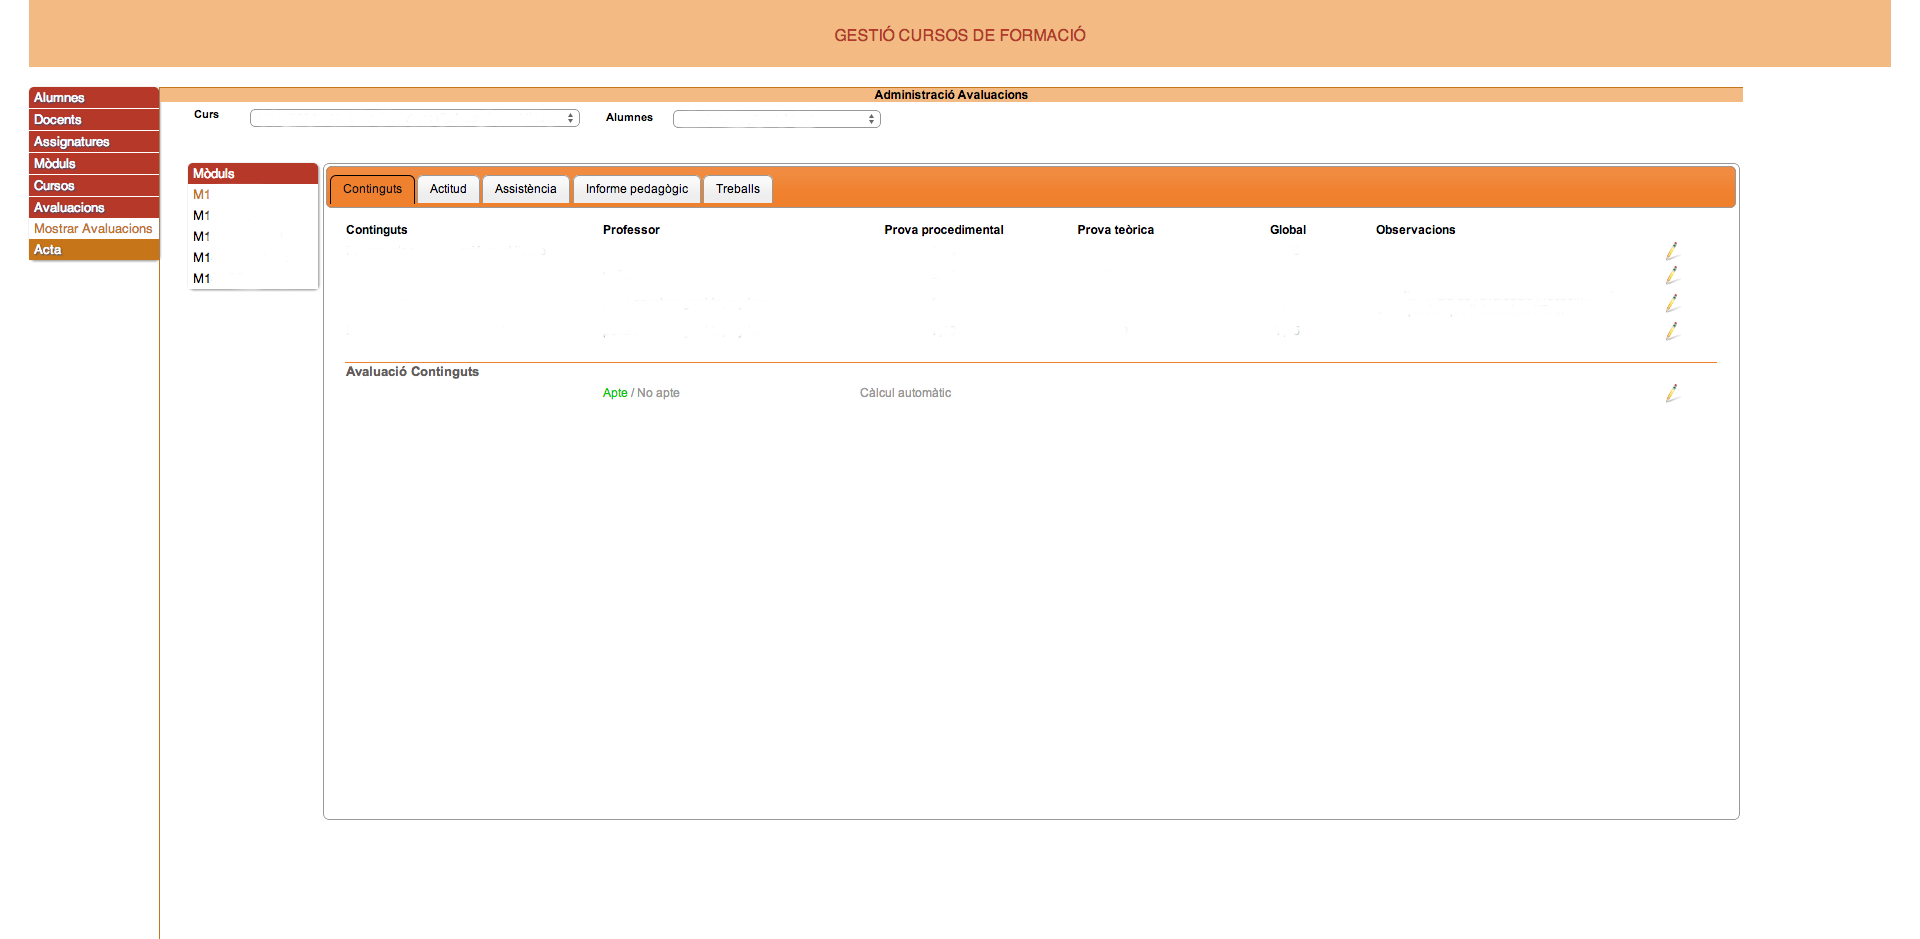 GESTIÓ CURSOS DE FORMACIÓ
Administració Avaluacions
Alumnes
Docents
Assignatures
Mòduls
Cursos
Avaluacions
Mostrar Avaluacions
Acta
Curs
Alumnes
Mòduls
M1
M1
M1
M1
M1
Continguts Actitud Assistència Informe pedagògic Treballs
Continguts Professor Prova procedimental Prova teòrica Global Observacions
Avaluació Continguts
Apte / No apte Càlcul automàtic